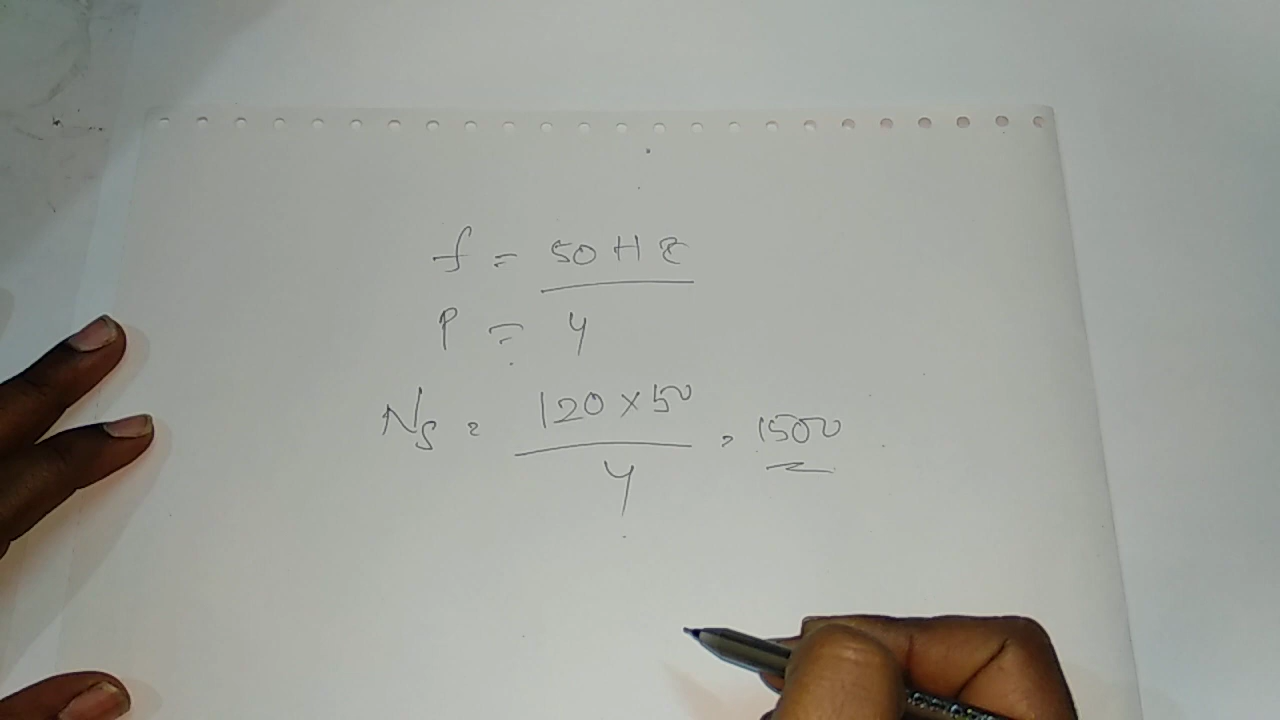 f = 50 Hz
P = 4
Ns = 120 x 50 / 4 = 1500